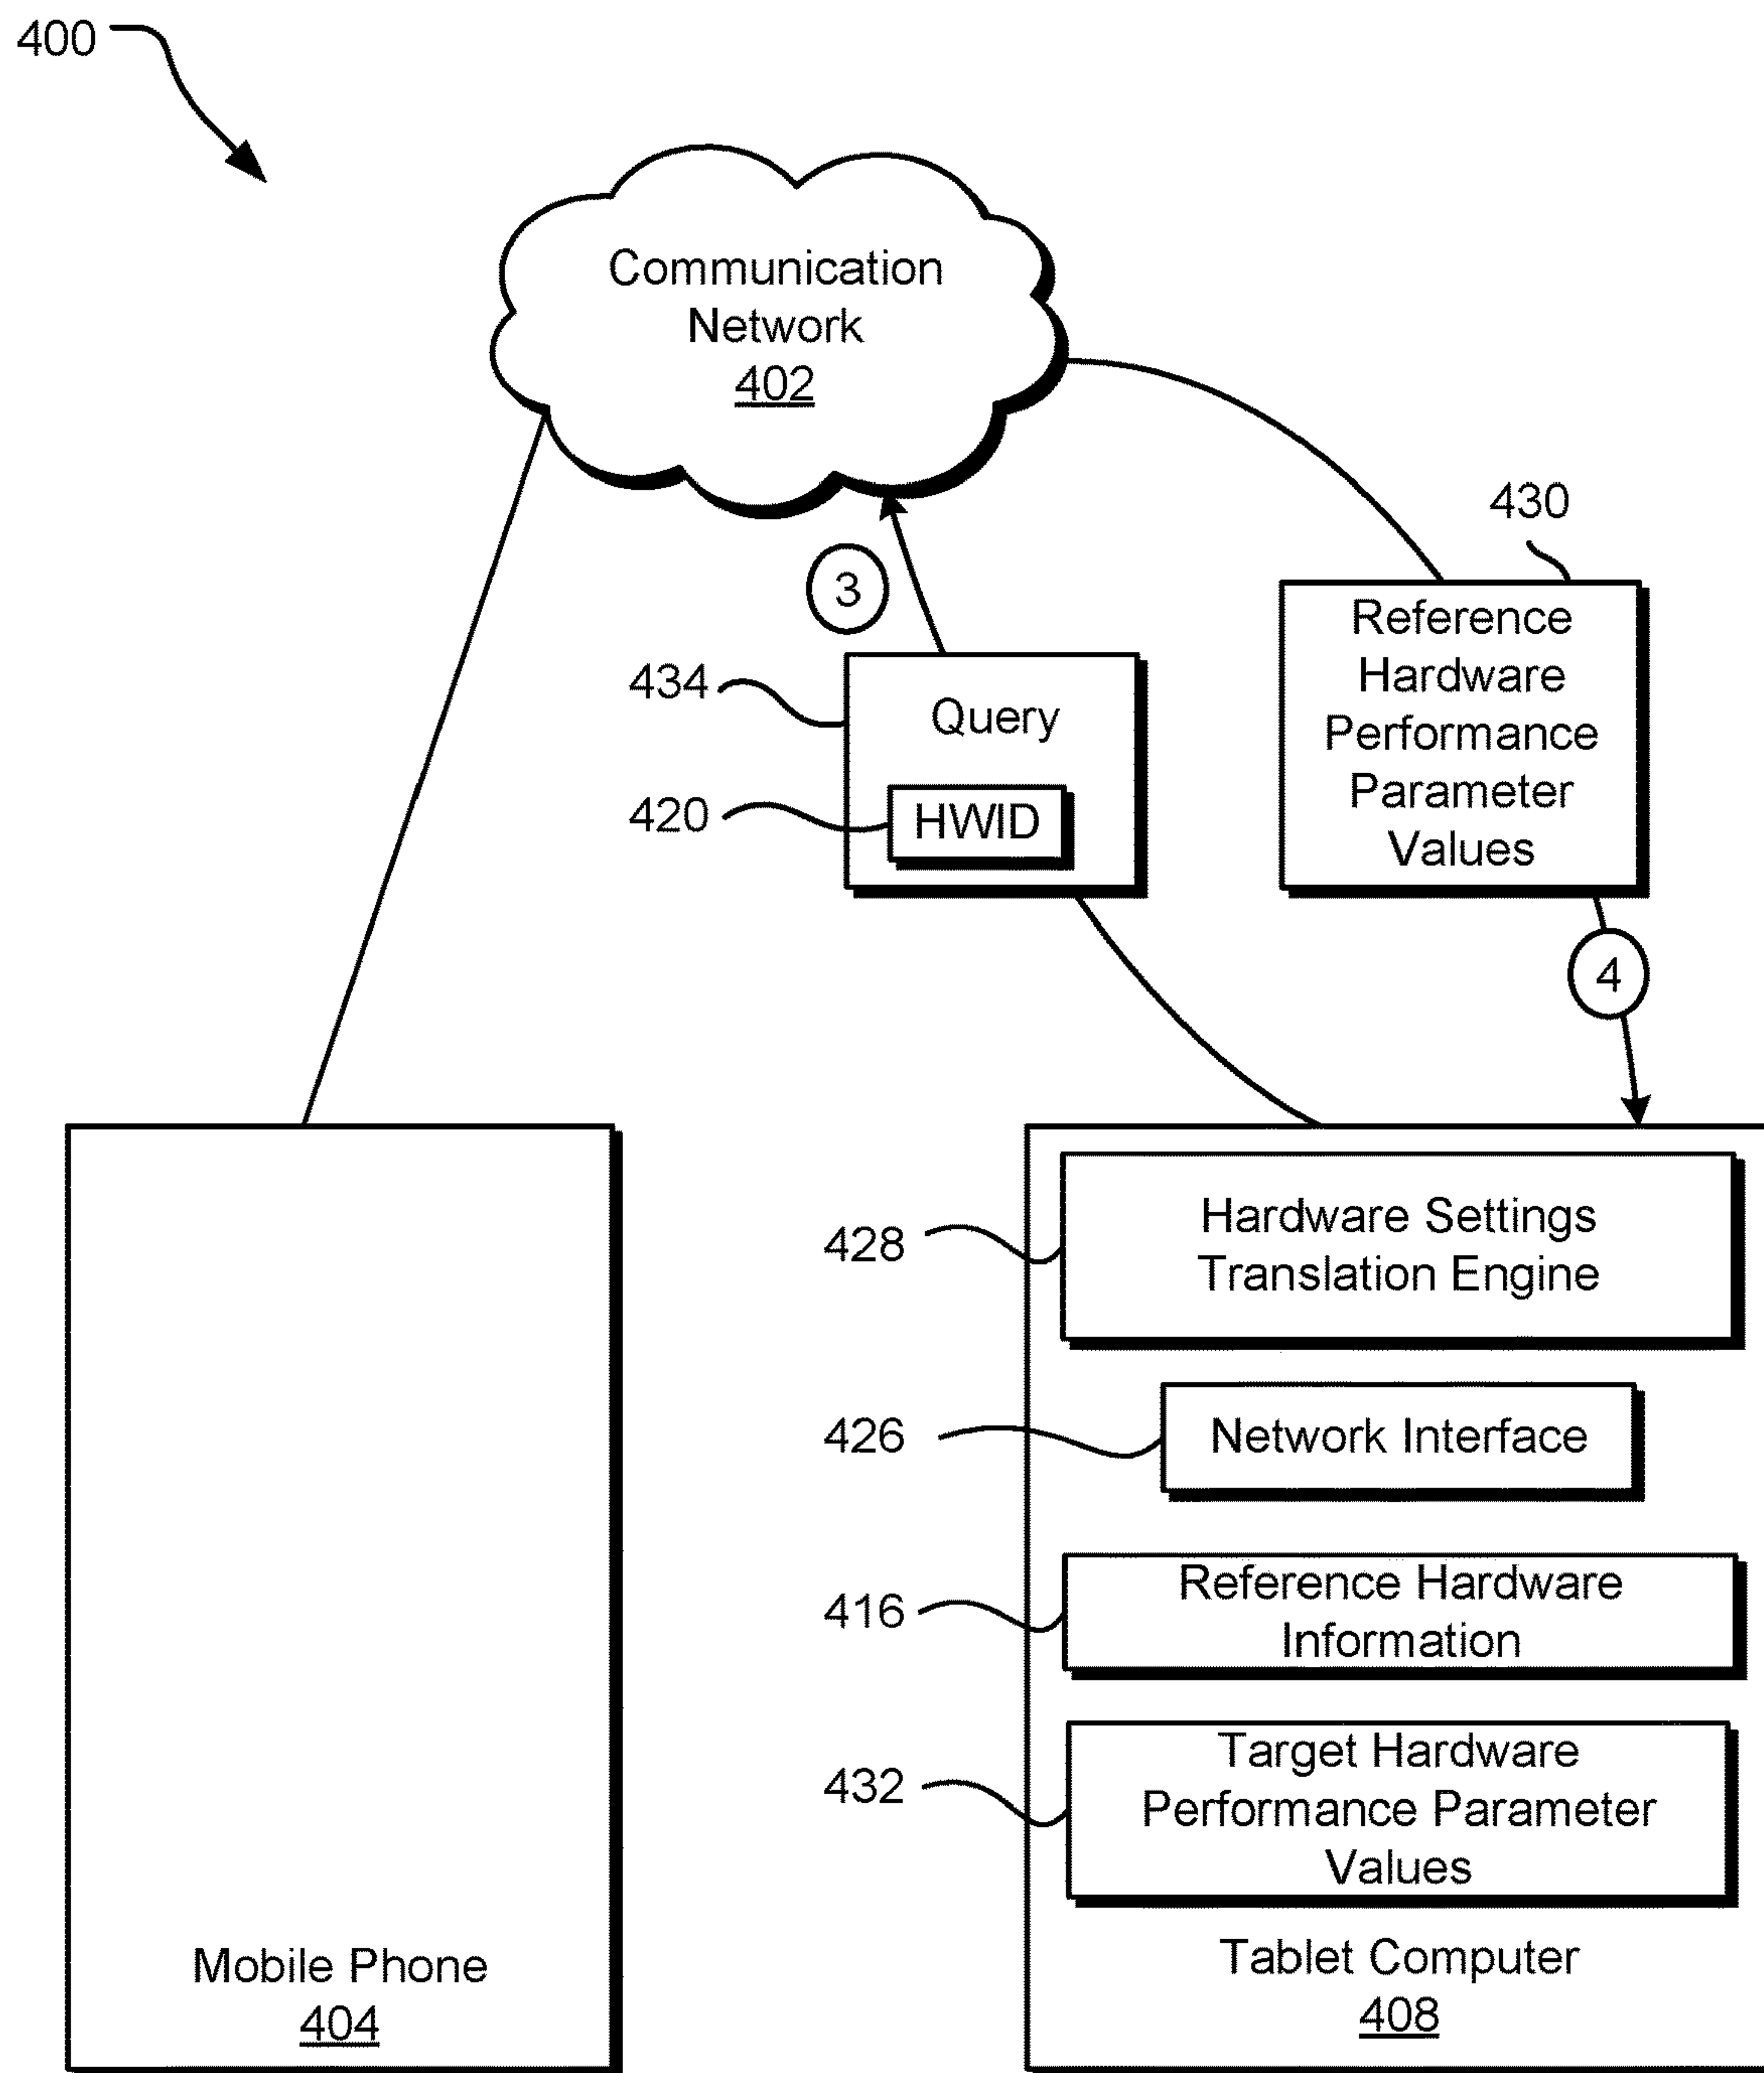 400
Communication
Network
402
430
Reference
Hardware
Performance
Parameter
Values
3
434
Query
420
HWID
4
428
Hardware Settings
Translation Engine
426
Network Interface
416
Reference Hardware
Information
432
Target Hardware
Performance Parameter
Values
Mobile Phone
404
Tablet Computer
408